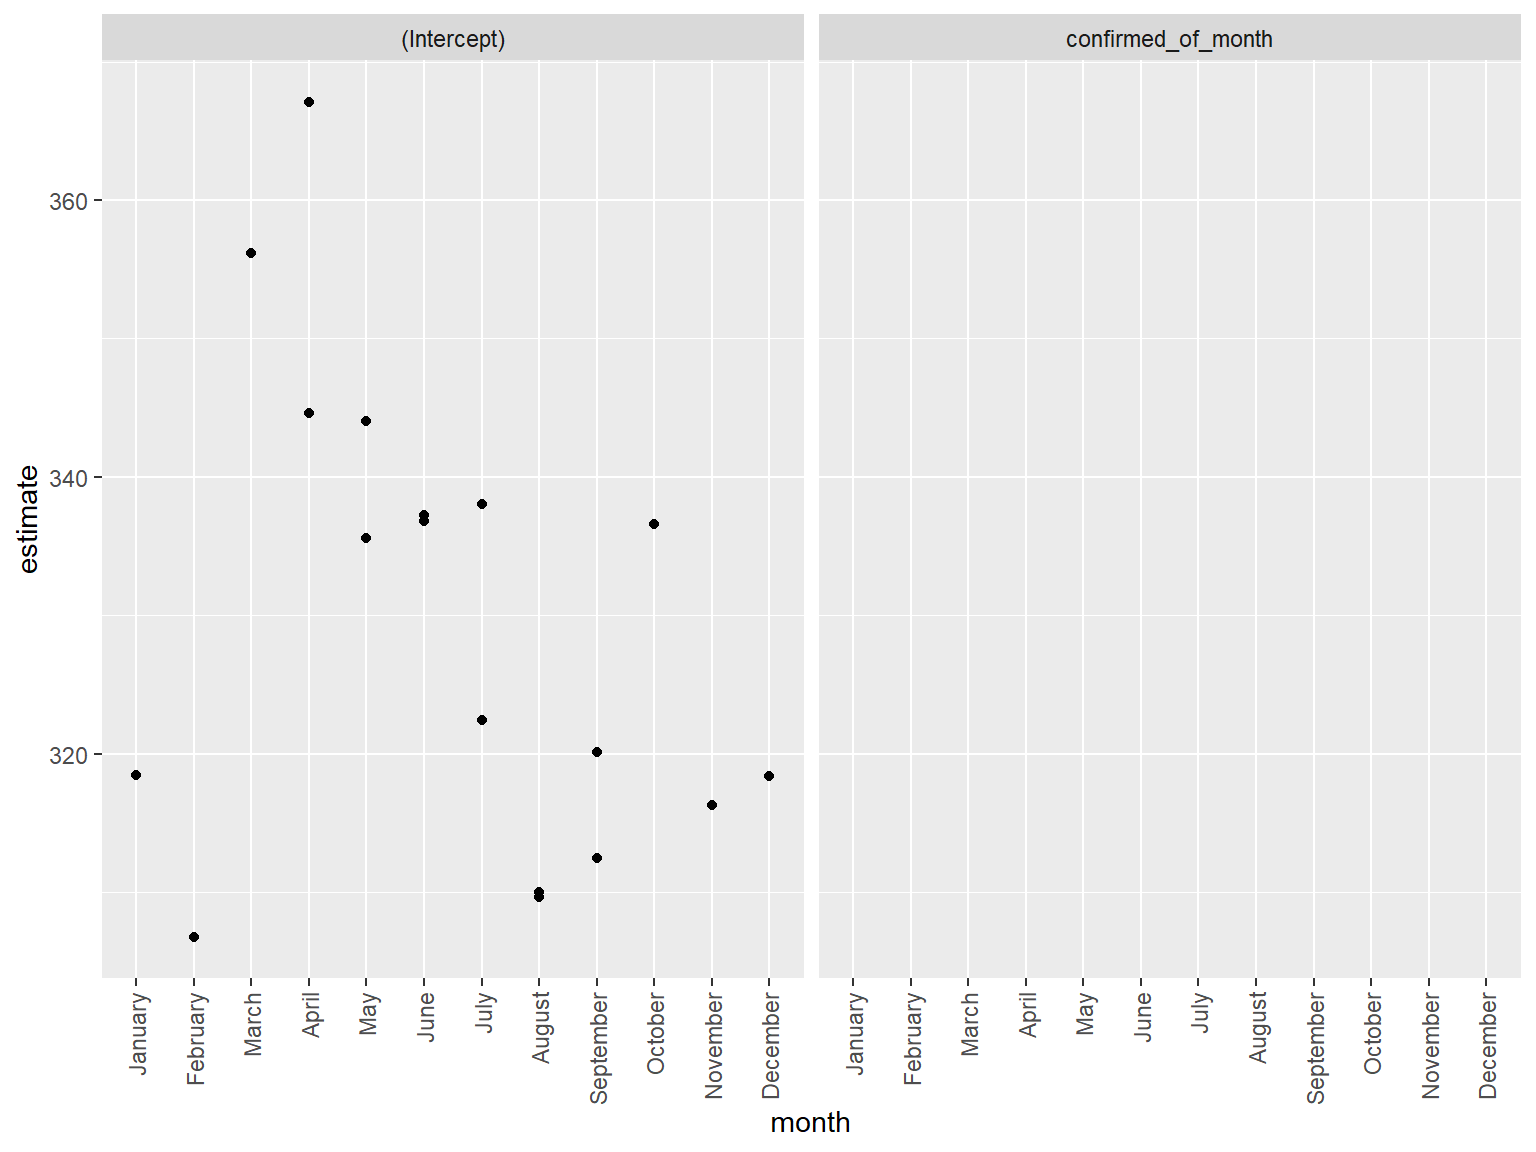 (Intercept)
confirmed_of_month
estimate
360
340
320
January
February
March
April
May
June
July
August
September
October
November
December
January
February
March
April
May
June
July
August
September
October
November
December
month